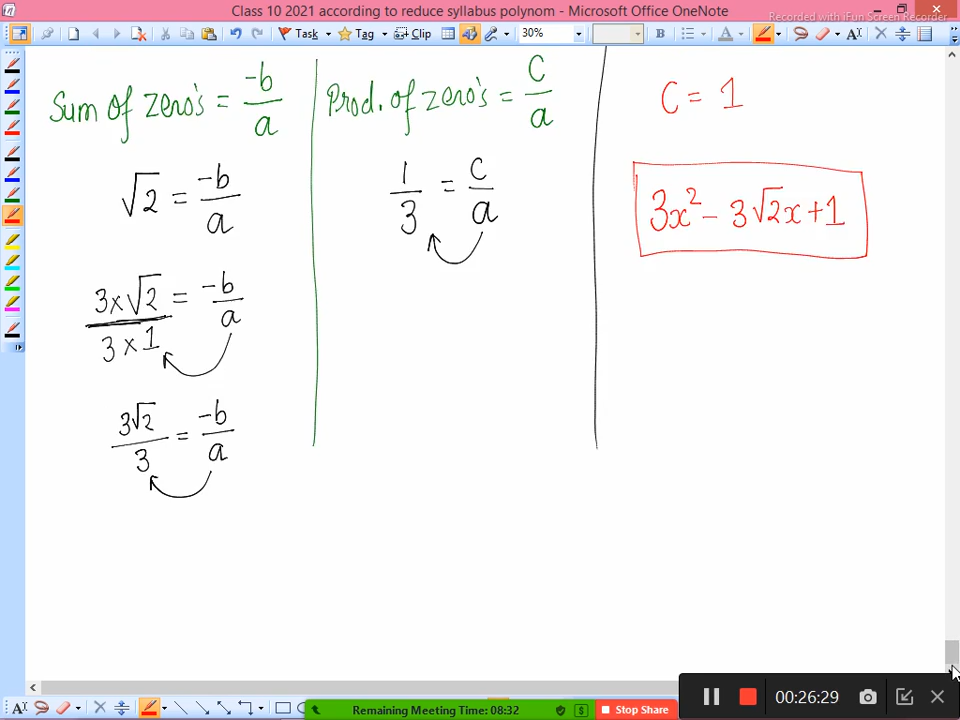 Class 10 2021 according to reduce syllabus polynom - Microsoft Office OneNote
Recorded with iFun Screen Recorder
Task
Tag
Clip
30%
Sum of zero's = -b/a
√2 = -b/a
3×√2/3×1 = -b/a
3√2/3 = -b/a
Prod. of zero's = C/a
1/3 = C/a
C = 1
3x² - 3√2x + 1
Remaining Meeting Time: 08:32
Stop Share
00:26:29